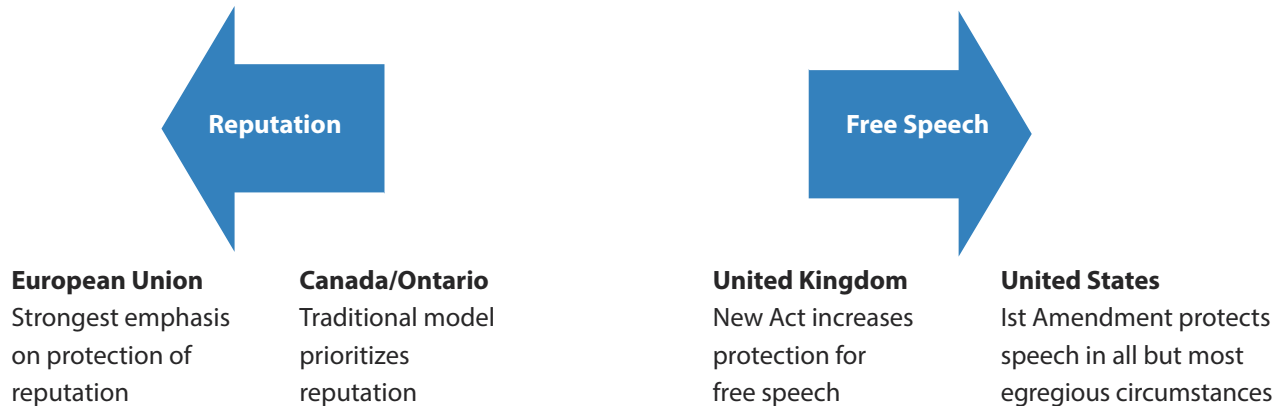 Reputation
Free Speech
European Union
Strongest emphasis
on protection of
reputation
Canada/Ontario
Traditional model
prioritizes
reputation
United Kingdom
New Act increases
protection for
free speech
United States
Ist Amendment protects
speech in all but most
egregious circumstances